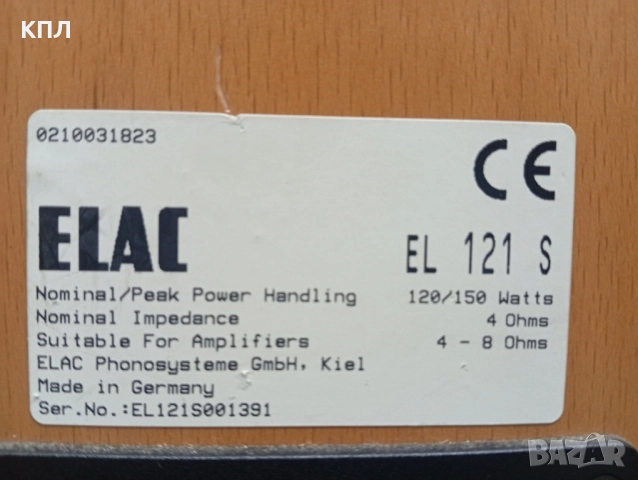 КПЛ
0210031823
CE
ELAC
EL 121 S
Nominal/Peak Power Handling 120/150 Watts
Nominal Impedance 4 Ohms
Suitable For Amplifiers 4 - 8 Ohms
ELAC Phonosysteme GmbH, Kiel
Made in Germany
Ser.No.:EL121S001391
BAZAR